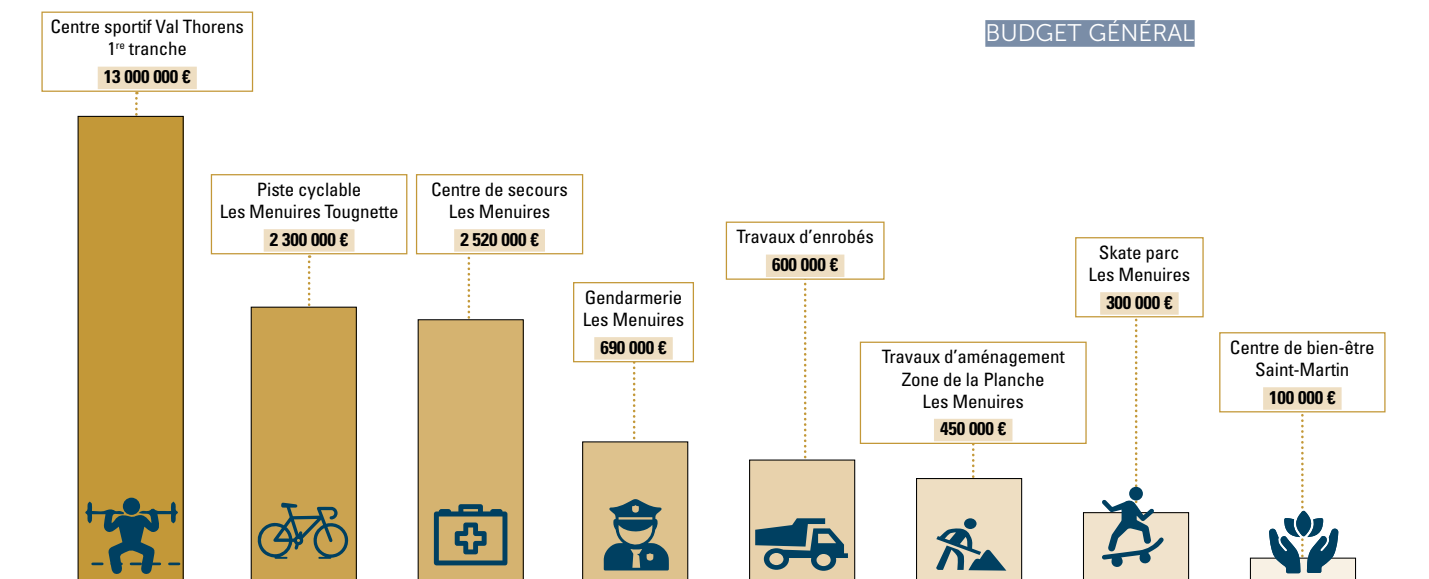 BUDGET GÉNÉRAL
Centre sportif Val Thorens
1re tranche
13 000 000 €
Piste cyclable
Les Menuires Tougnette
2 300 000 €
Centre de secours
Les Menuires
2 520 000 €
Gendarmerie
Les Menuires
690 000 €
Travaux d’enrobés
600 000 €
Travaux d’aménagement
Zone de la Planche
Les Menuires
450 000 €
Skate parc
Les Menuires
300 000 €
Centre de bien-être
Saint-Martin
100 000 €